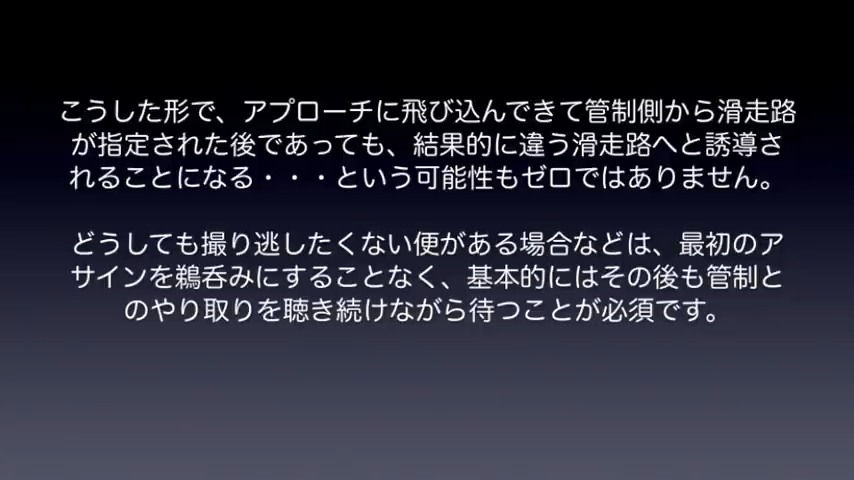 こうした形で、アプローチに飛び込んできて管制側から滑走路
が指定された後であっても、結果的に違う滑走路へと誘導さ
れることになる・・・という可能性もゼロではありません。
どうしても撮り逃したくない便がある場合などは、最初のア
サインを鵜呑みにすることなく、基本的にはその後も管制と
のやり取りを聴き続けながら待つことが必須です。